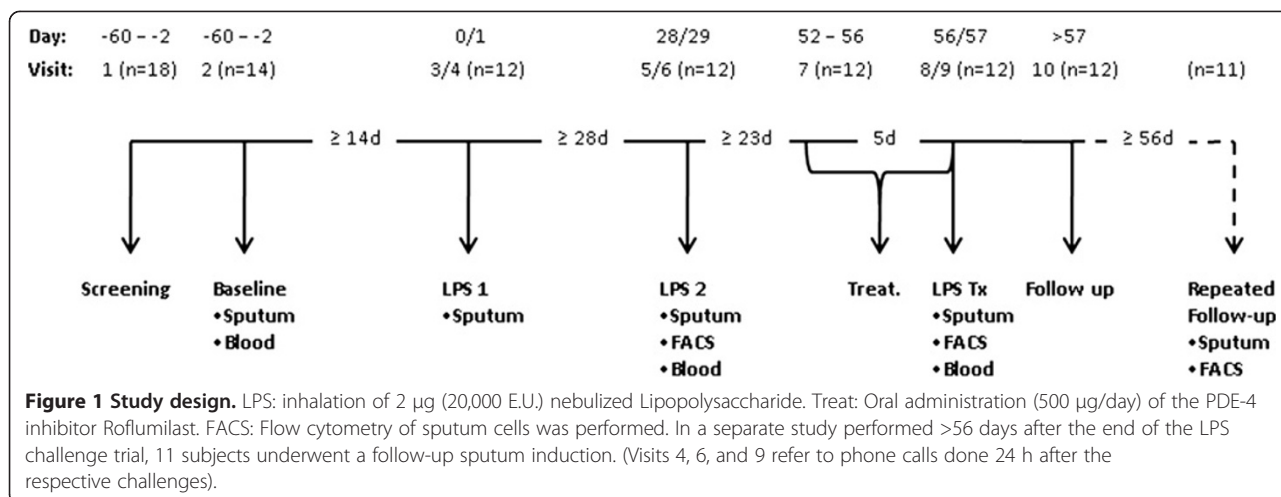 Day: -60 – -2 -60 – -2 0/1 28/29 52 – 56 56/57 >57
Visit: 1 (n=18) 2 (n=14) 3/4 (n=12) 5/6 (n=12) 7 (n=12) 8/9 (n=12) 10 (n=12) (n=11)
≥ 14d ≥ 28d ≥ 23d 5d ≥ 56d
Screening Baseline LPS 1 LPS 2 Treat. LPS Tx Follow up Repeated
•Sputum •Sputum •Sputum •Sputum Follow-up
•Blood •FACS •FACS •Sputum
•Blood •Blood •FACS
Figure 1 Study design. LPS: inhalation of 2 μg (20,000 E.U.) nebulized Lipopolysaccharide. Treat: Oral administration (500 μg/day) of the PDE-4
inhibitor Roflumilast. FACS: Flow cytometry of sputum cells was performed. In a separate study performed >56 days after the end of the LPS
challenge trial, 11 subjects underwent a follow-up sputum induction. (Visits 4, 6, and 9 refer to phone calls done 24 h after the
respective challenges).